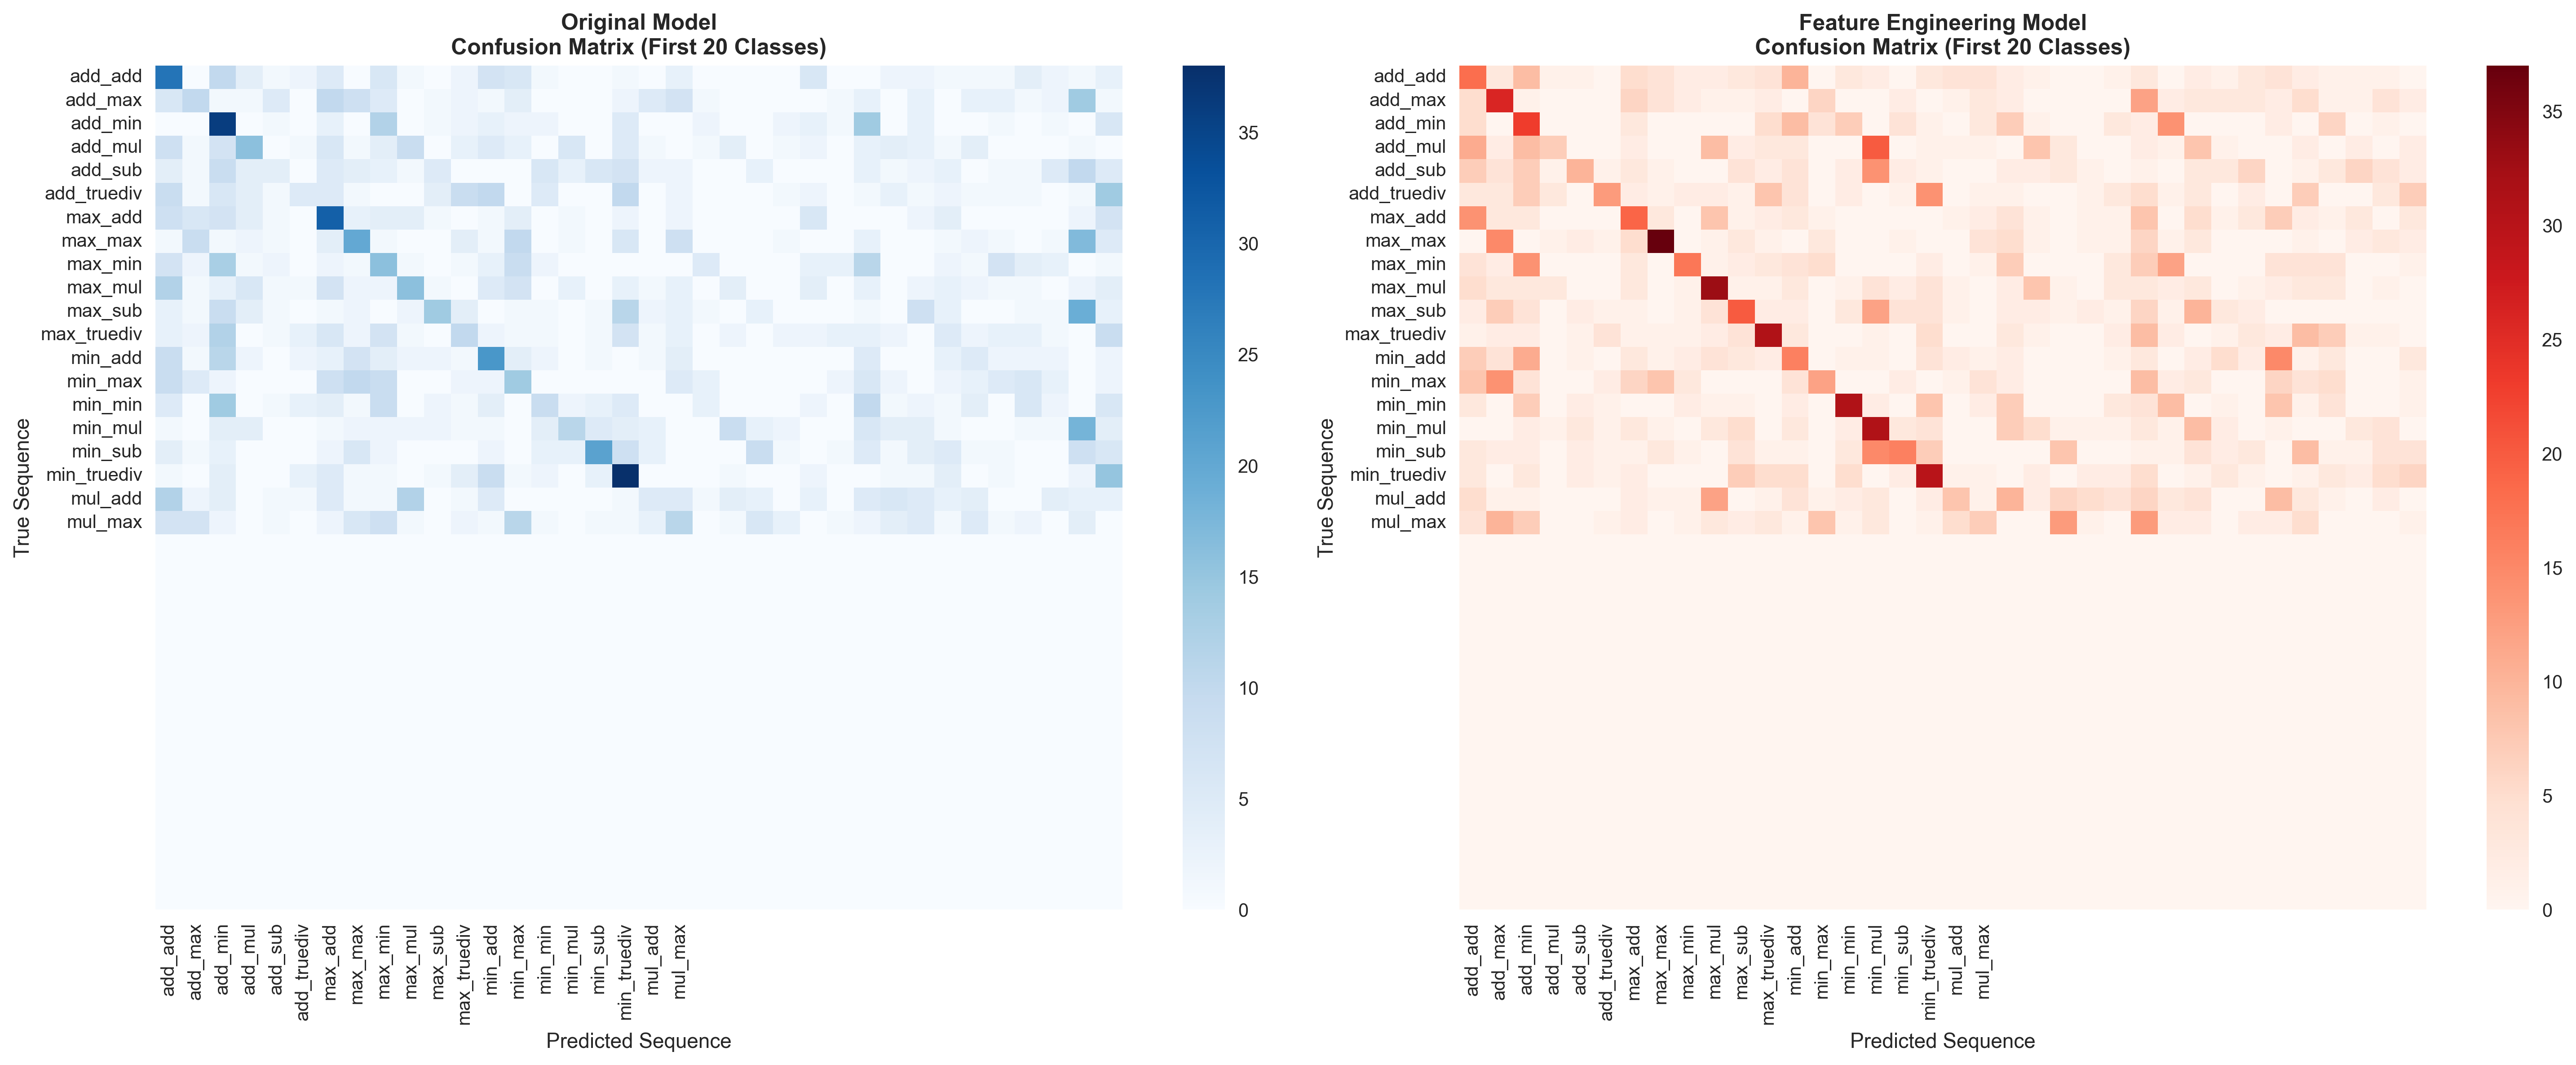 Original Model
Confusion Matrix (First 20 Classes)
True Sequence
add_add
add_max
add_min
add_mul
add_sub
add_truediv
max_add
max_max
max_min
max_mul
max_sub
max_truediv
min_add
min_max
min_min
min_mul
min_sub
min_truediv
mul_add
mul_max
add_add
add_max
add_min
add_mul
add_sub
add_truediv
max_add
max_max
max_min
max_mul
max_sub
max_truediv
min_add
min_max
min_min
min_mul
min_sub
min_truediv
mul_add
mul_max
Predicted Sequence
35
30
25
20
15
10
5
0
Feature Engineering Model
Confusion Matrix (First 20 Classes)
True Sequence
add_add
add_max
add_min
add_mul
add_sub
add_truediv
max_add
max_max
max_min
max_mul
max_sub
max_truediv
min_add
min_max
min_min
min_mul
min_sub
min_truediv
mul_add
mul_max
add_add
add_max
add_min
add_mul
add_sub
add_truediv
max_add
max_max
max_min
max_mul
max_sub
max_truediv
min_add
min_max
min_min
min_mul
min_sub
min_truediv
mul_add
mul_max
Predicted Sequence
35
30
25
20
15
10
5
0